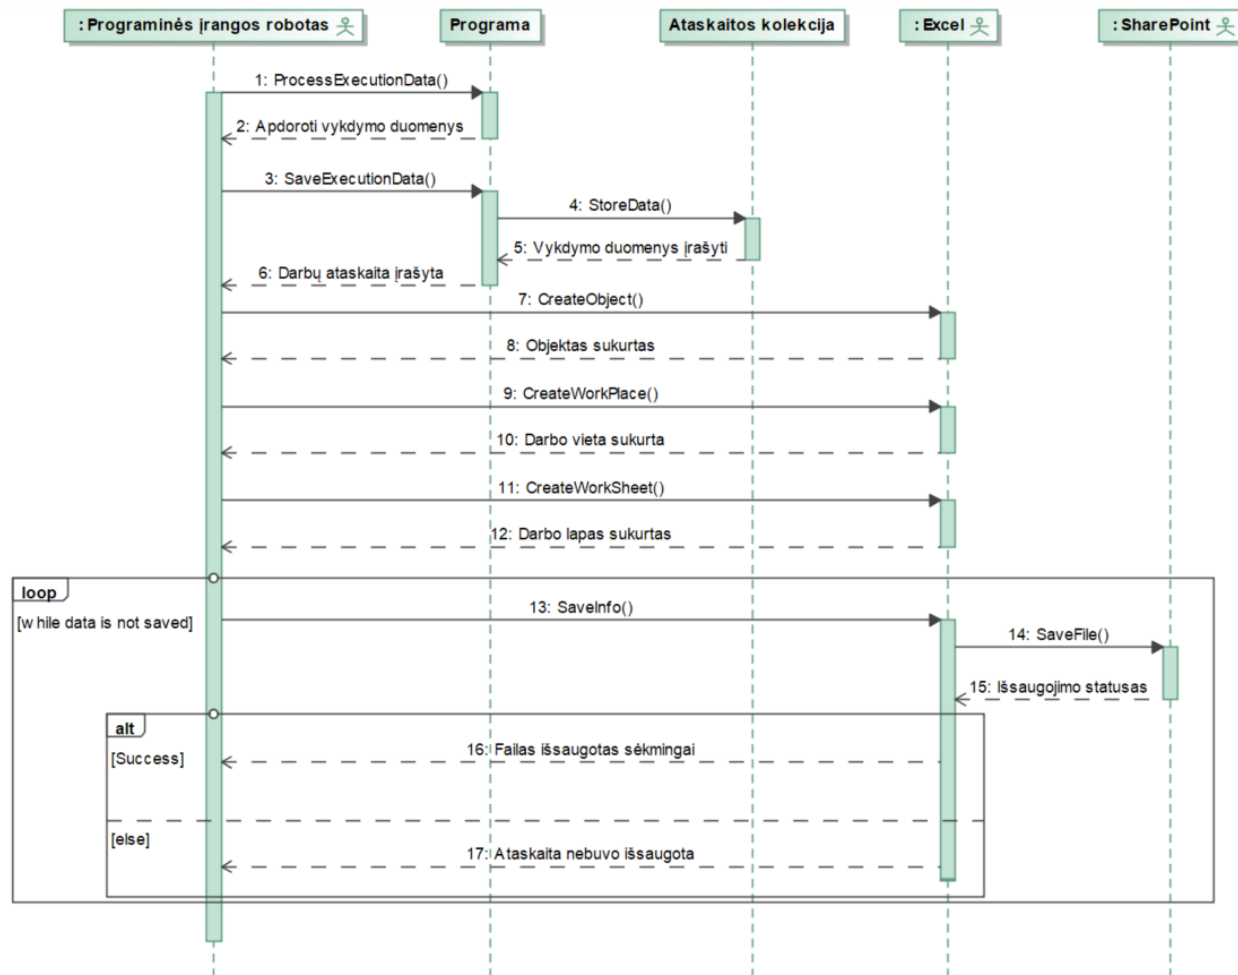 : Programinės įrangos robotas
Programa
Ataskaitos kolekcija
: Excel
: SharePoint
1: ProcessExecutionData()
2: Apdoroti vykdymo duomenys
3: SaveExecutionData()
4: StoreData()
5: Vykdymo duomenys įrašyti
6: Darbų ataskaita įrašyta
7: CreateObject()
8: Objektas sukurtas
9: CreateWorkPlace()
10: Darbo vieta sukurta
11: CreateWorkSheet()
12: Darbo lapas sukurtas
loop
[while data is not saved]
13: SaveInfo()
14: SaveFile()
15: Išsaugojimo statusas
alt
[Success]
16: Failas išsaugotas sėkmingai
[else]
17: Ataskaita nebuvo išsaugota